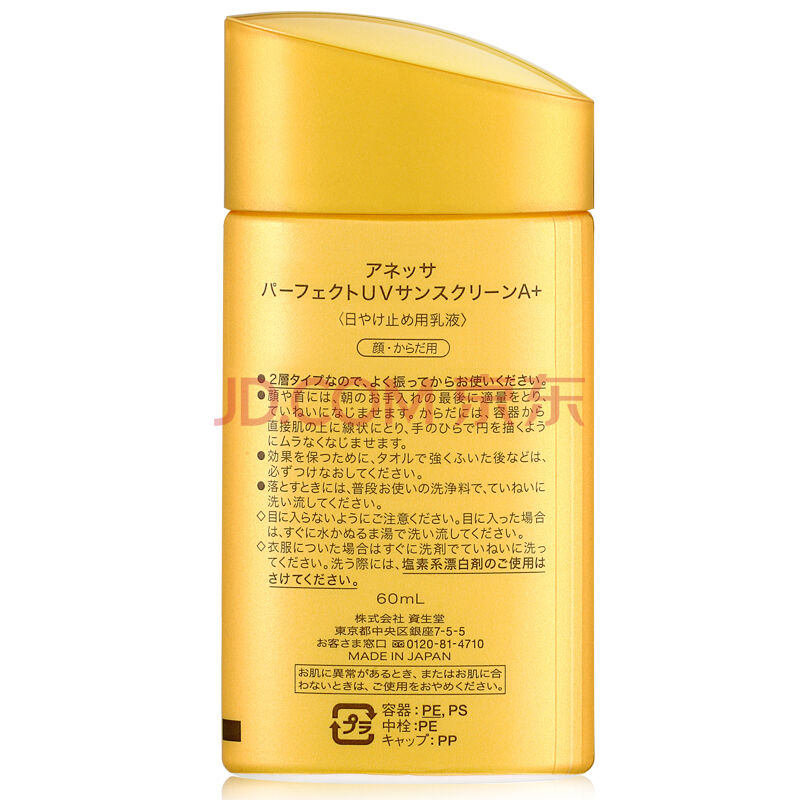 アネッサ
パーフェクトUVサンスクリーンA+
〈日やけ止め用乳液〉
顔・からだ用
●2層タイプなので、よく振ってからお使いください。
●顔や首には、朝のお手入れの最後に適量をとり、
ていねいになじませます。からだには、容器から
直接肌の上に線状にとり、手のひらで円を描くよう
にムラなくなじませます。
JD.COM 京东
●効果を保つために、タオルで強くふいた後などは、
必ずつけなおしてください。
●落とすときには、普段お使いの洗浄料で、ていねいに
洗い流してください。
◇目に入らないようにご注意ください。目に入った場合
は、すぐに水かぬるま湯で洗い流してください。
◇衣服についた場合はすぐに洗剤でていねいに洗っ
てください。洗う際には、塩素系漂白剤のご使用は
さけてください。
60mL
株式会社 資生堂
東京都中央区銀座7-5-5
お客さま窓口 0120-81-4710
MADE IN JAPAN
お肌に異常があるとき、またはお肌に合
わないときは、ご使用をおやめください。
プラ
容器:PE, PS
中栓:PE
キャップ:PP